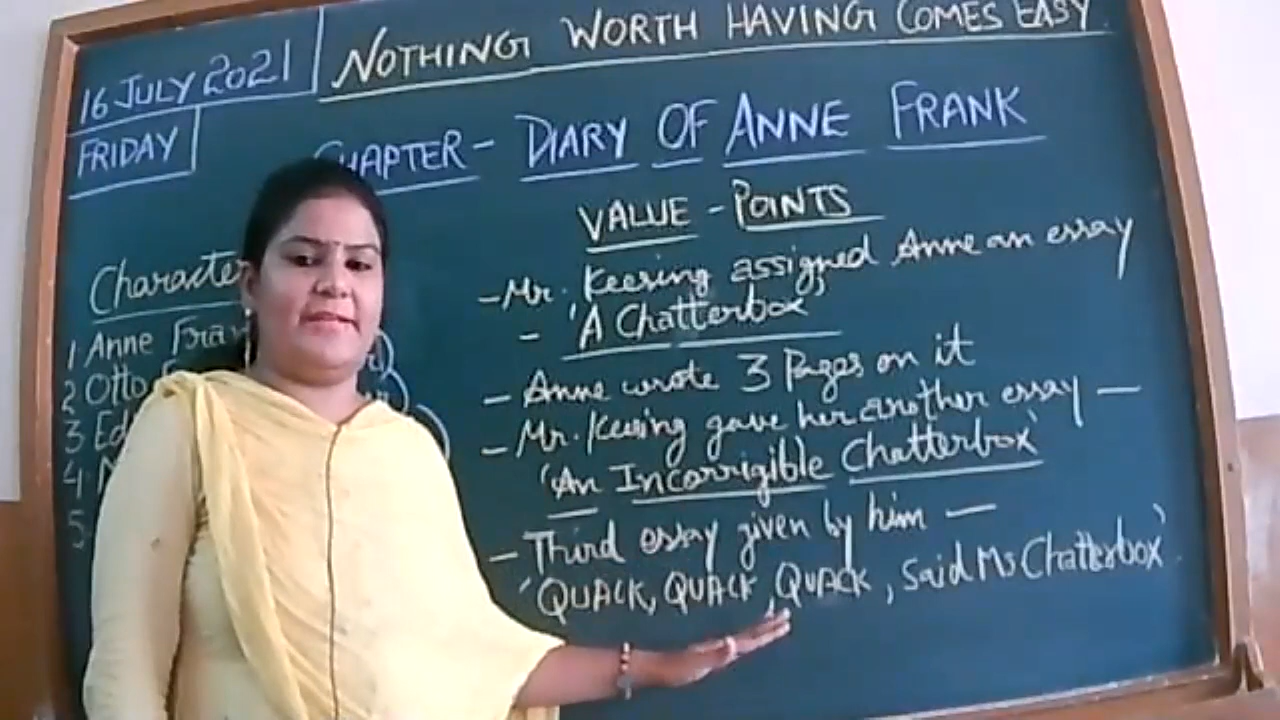 16 JULY 2021
NOTHING WORTH HAVING COMES EASY
FRIDAY
CHAPTER - DIARY OF ANNE FRANK
Character
1 Anne Fran
2 Otto
3 Ed
4
5
VALUE - POINTS
- Mr. Keesing assigned Anne an essay
- 'A Chatterbox'
- Anne wrote 3 Pages on it
- Mr. Keesing gave her another essay -
'An Incorrigible Chatterbox'
- Third essay given by him -
'QUACK, QUACK, QUACK, Said Ms Chatterbox'